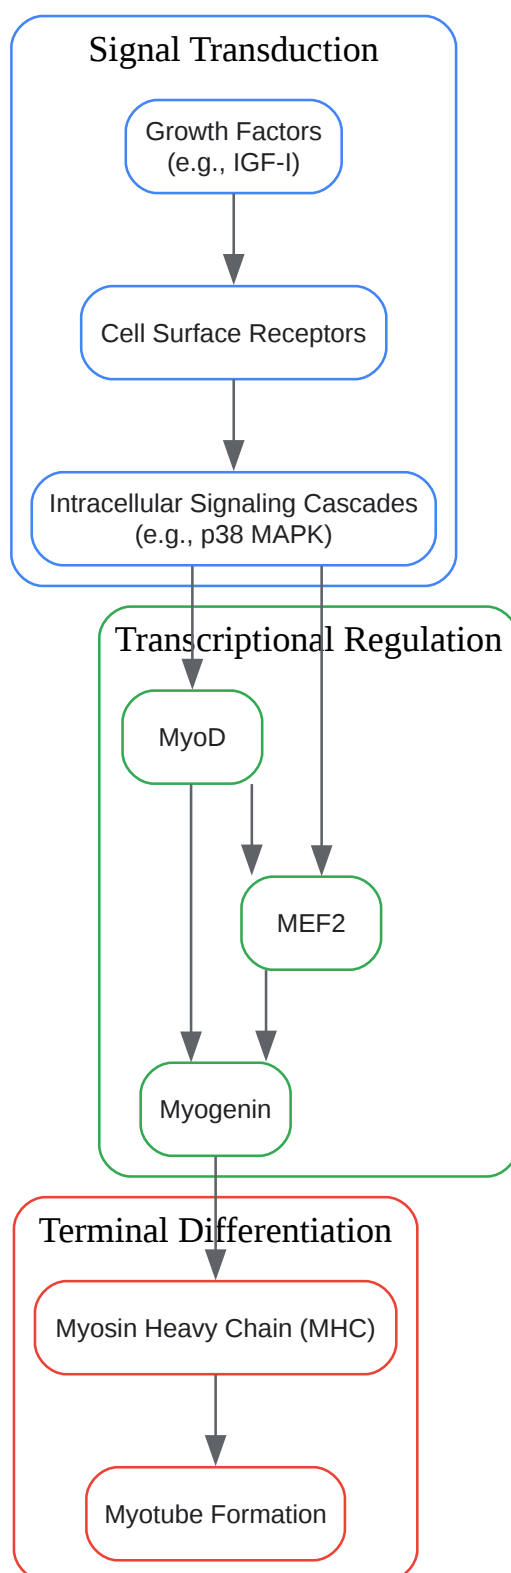 Signal Transduction
Growth Factors
(e.g., IGF-I)
Cell Surface Receptors
Intracellular Signaling Cascades
(e.g., p38 MAPK)
Transcriptional Regulation
MyoD
MEF2
Myogenin
Terminal Differentiation
Myosin Heavy Chain (MHC)
Myotube Formation